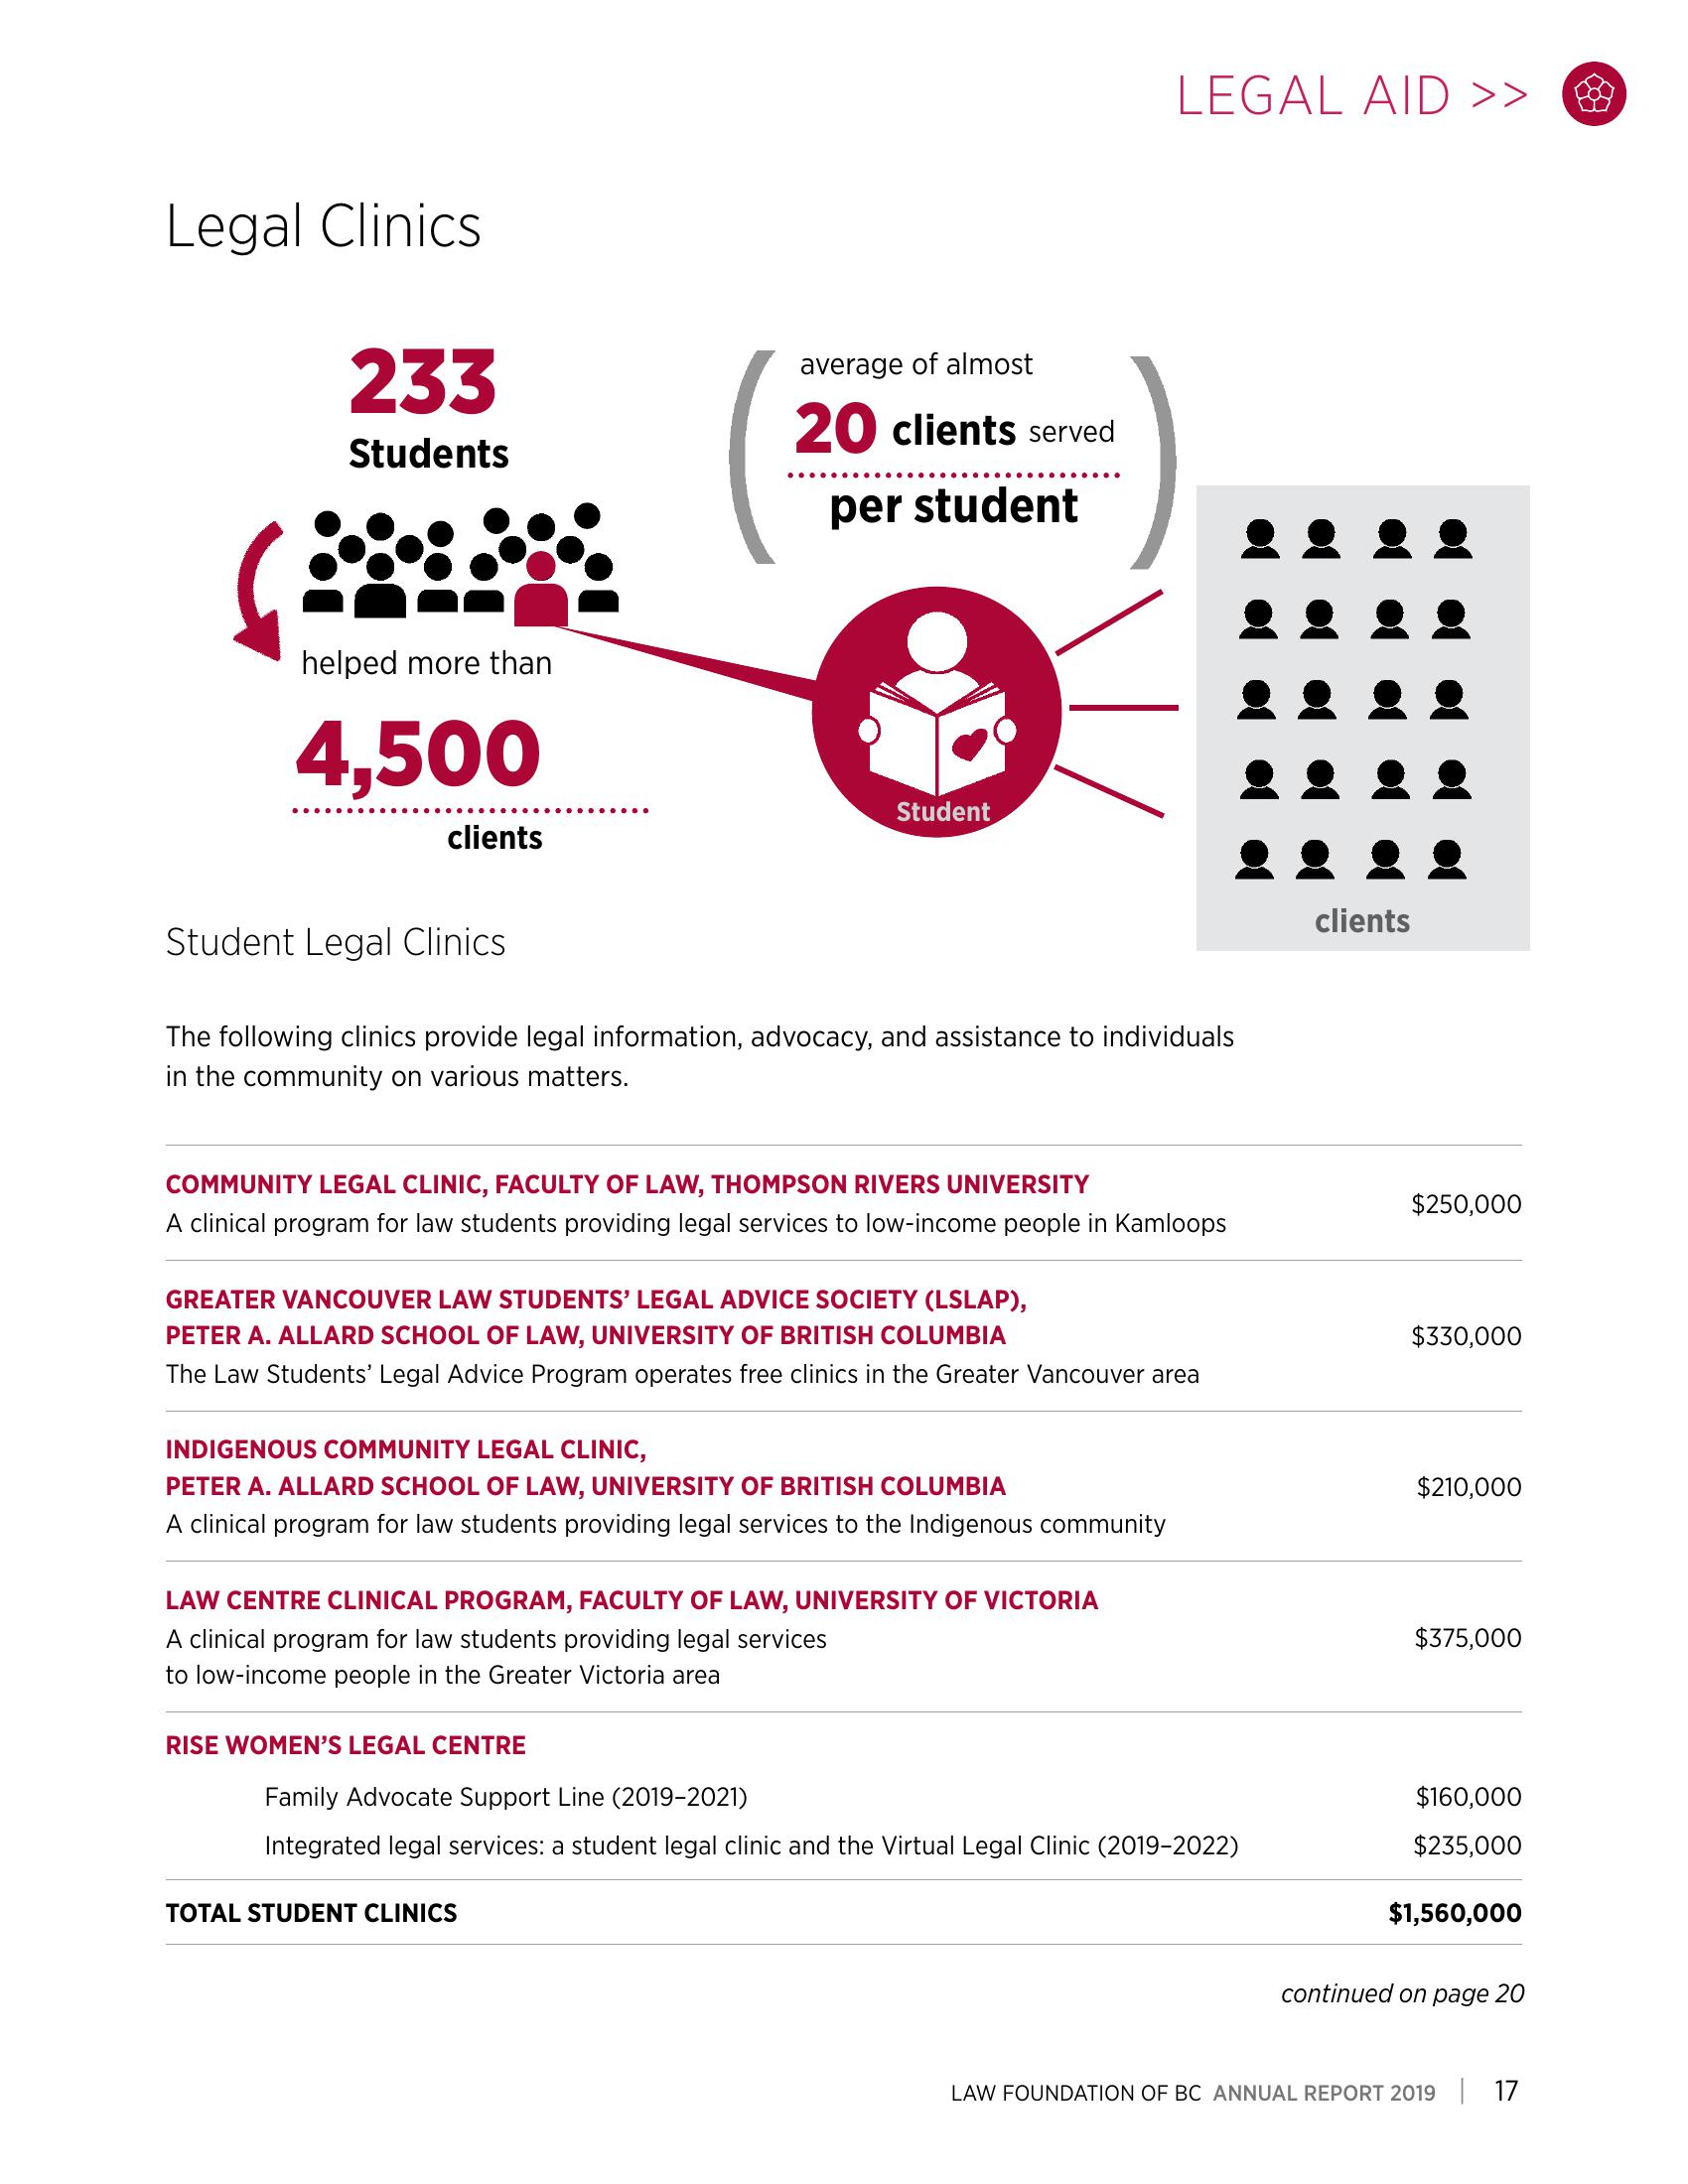 LEGAL AID >>
Legal Clinics
233
Students
helped more than
4,500
clients
average of almost
20 clients served
per student
Student
clients
Student Legal Clinics
The following clinics provide legal information, advocacy, and assistance to individuals
in the community on various matters.
COMMUNITY LEGAL CLINIC, FACULTY OF LAW, THOMPSON RIVERS UNIVERSITY
A clinical program for law students providing legal services to low-income people in Kamloops
$250,000
GREATER VANCOUVER LAW STUDENTS’ LEGAL ADVICE SOCIETY (LSLAP),
PETER A. ALLARD SCHOOL OF LAW, UNIVERSITY OF BRITISH COLUMBIA
The Law Students’ Legal Advice Program operates free clinics in the Greater Vancouver area
$330,000
INDIGENOUS COMMUNITY LEGAL CLINIC,
PETER A. ALLARD SCHOOL OF LAW, UNIVERSITY OF BRITISH COLUMBIA
A clinical program for law students providing legal services to the Indigenous community
$210,000
LAW CENTRE CLINICAL PROGRAM, FACULTY OF LAW, UNIVERSITY OF VICTORIA
A clinical program for law students providing legal services
to low-income people in the Greater Victoria area
$375,000
RISE WOMEN’S LEGAL CENTRE
Family Advocate Support Line (2019–2021) $160,000
Integrated legal services: a student legal clinic and the Virtual Legal Clinic (2019–2022) $235,000
TOTAL STUDENT CLINICS $1,560,000
continued on page 20
LAW FOUNDATION OF BC ANNUAL REPORT 2019 | 17